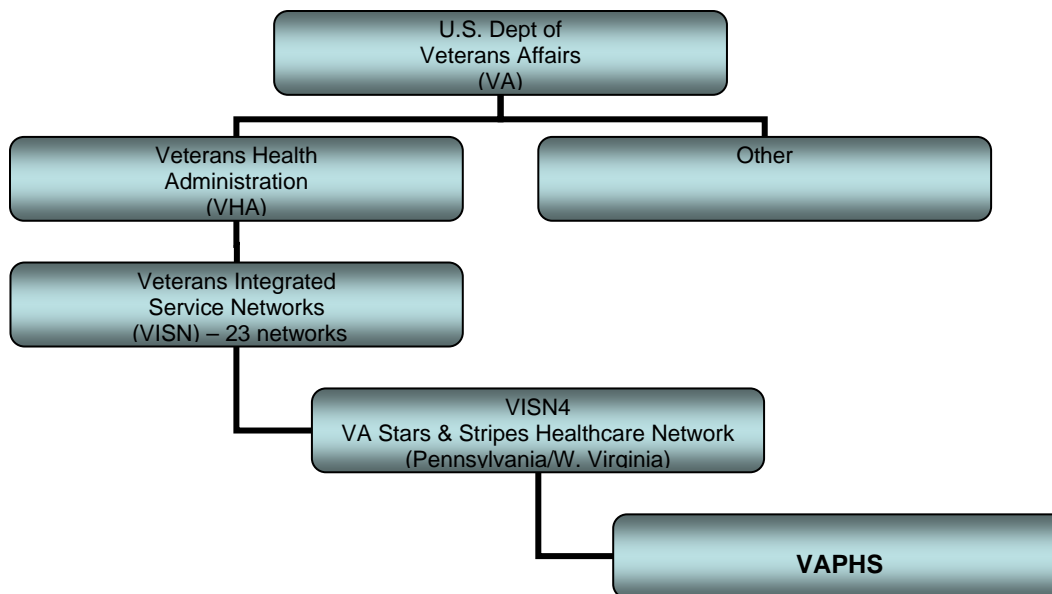 U.S. Dept of
Veterans Affairs
(VA)
Veterans Health
Administration
(VHA)
Other
Veterans Integrated
Service Networks
(VISN) – 23 networks
VISN4
VA Stars & Stripes Healthcare Network
(Pennsylvania/W. Virginia)
VAPHS